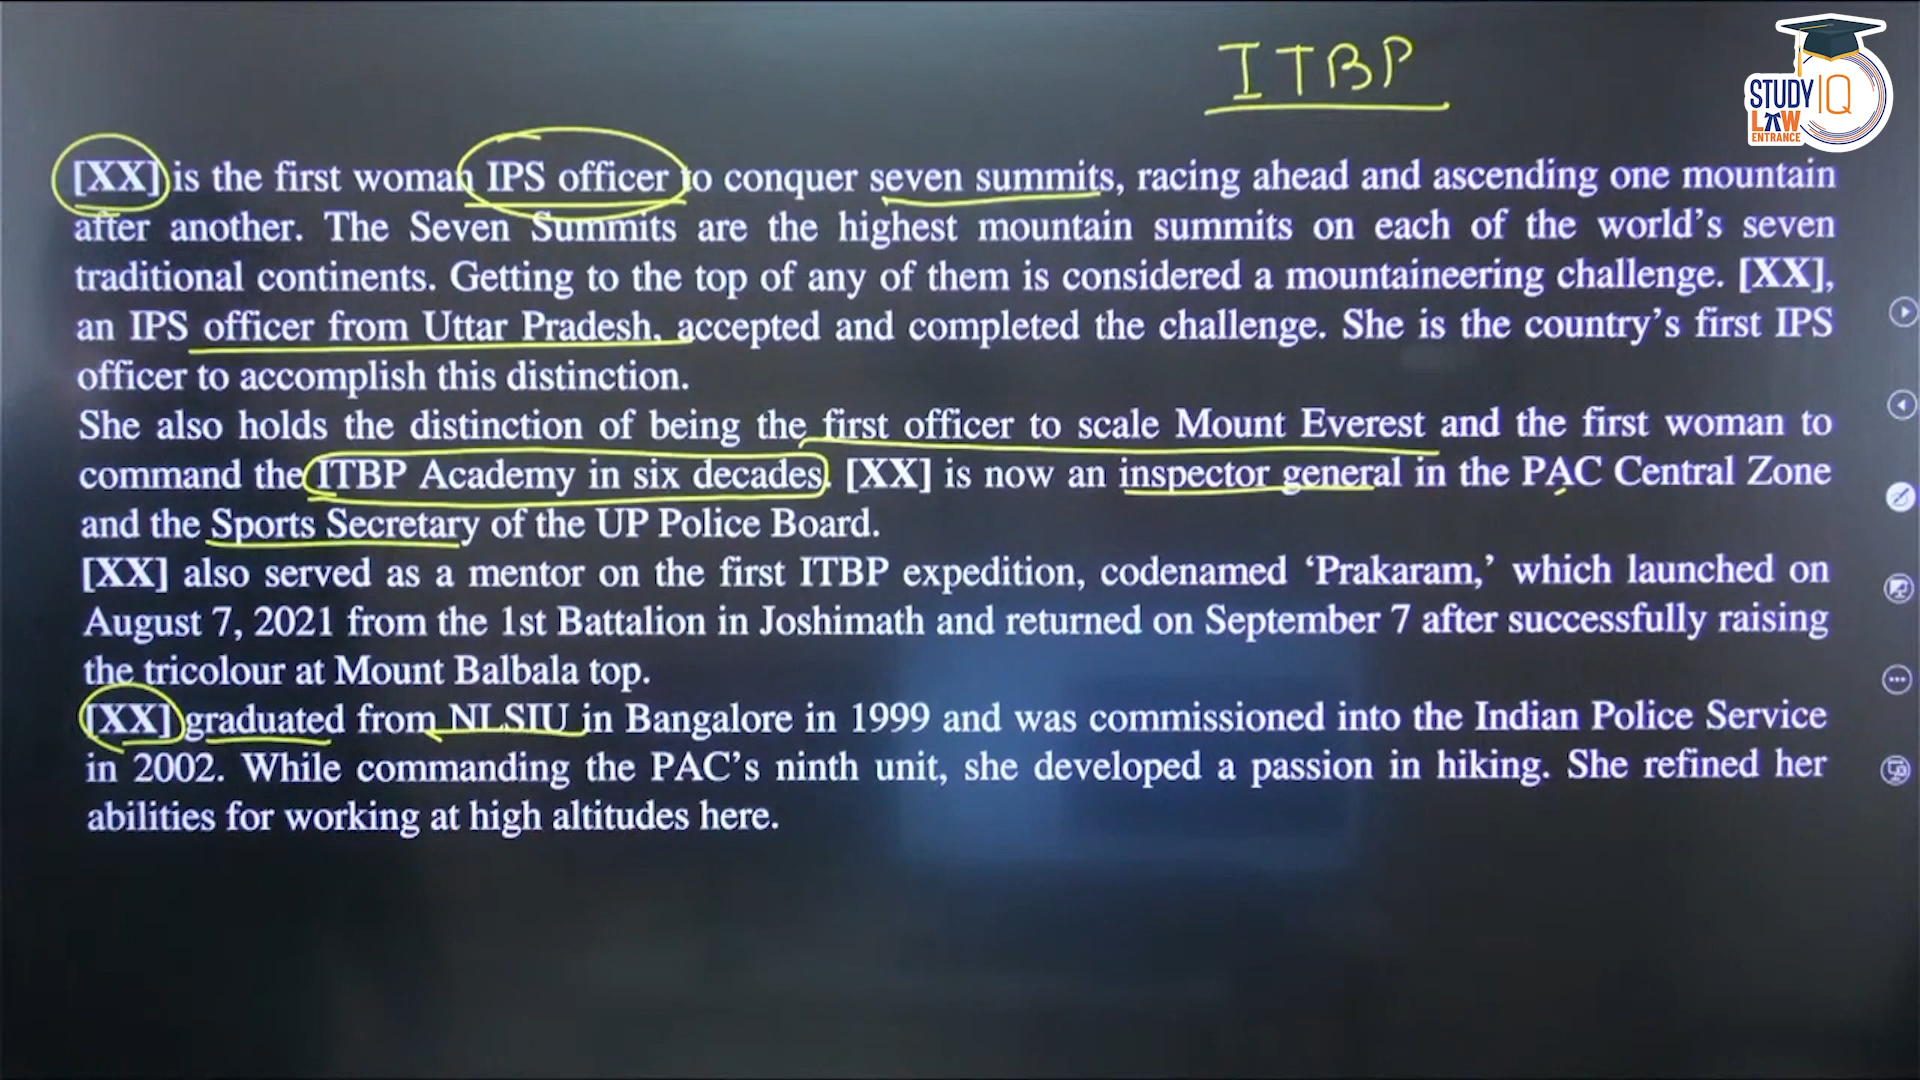 ITBP
STUDY IQ
LAW
ENTRANCE
[XX] is the first woman IPS officer to conquer seven summits, racing ahead and ascending one mountain
after another. The Seven Summits are the highest mountain summits on each of the world's seven
traditional continents. Getting to the top of any of them is considered a mountaineering challenge. [XX],
an IPS officer from Uttar Pradesh, accepted and completed the challenge. She is the country's first IPS
officer to accomplish this distinction.
She also holds the distinction of being the first officer to scale Mount Everest and the first woman to
command the ITBP Academy in six decades. [XX] is now an inspector general in the PAC Central Zone
and the Sports Secretary of the UP Police Board.
[XX] also served as a mentor on the first ITBP expedition, codenamed ‘Prakaram,’ which launched on
August 7, 2021 from the 1st Battalion in Joshimath and returned on September 7 after successfully raising
the tricolour at Mount Balbala top.
[XX] graduated from NLSIU in Bangalore in 1999 and was commissioned into the Indian Police Service
in 2002. While commanding the PAC's ninth unit, she developed a passion in hiking. She refined her
abilities for working at high altitudes here.